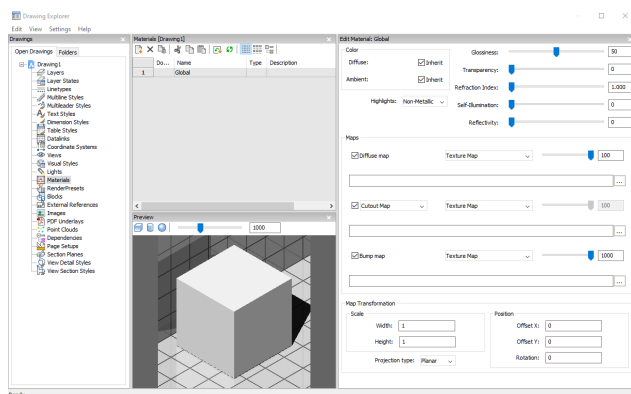 Drawing Explorer
Edit View Settings Help
Drawings
Open Drawings Folders
Drawing1
Layers
Layer States
Linetypes
Multiline Styles
Multileader Styles
Text Styles
Dimension Styles
Table Styles
Datalinks
Coordinate Systems
Views
Visual Styles
Lights
Materials
RenderPresets
Blocks
External References
Images
PDF Underlays
Point Clouds
Dependencies
Page Setups
Section Planes
View Detail Styles
View Section Styles
Materials [Drawing1]
Do... Name Type Description
1 Global
Preview
1000
Edit Material: Global
Color
Diffuse: Inherit
Ambient: Inherit
Highlights: Non-Metallic
Glossiness: 50
Transparency: 0
Refraction Index: 1.000
Self-Illumination: 0
Reflectivity: 0
Maps
Diffuse map Texture Map 100
...
Cutout Map Texture Map 100
...
Bump map Texture Map 1000
...
Map Transformation
Scale
Width: 1
Height: 1
Projection type: Planar
Position
Offset X: 0
Offset Y: 0
Rotation: 0